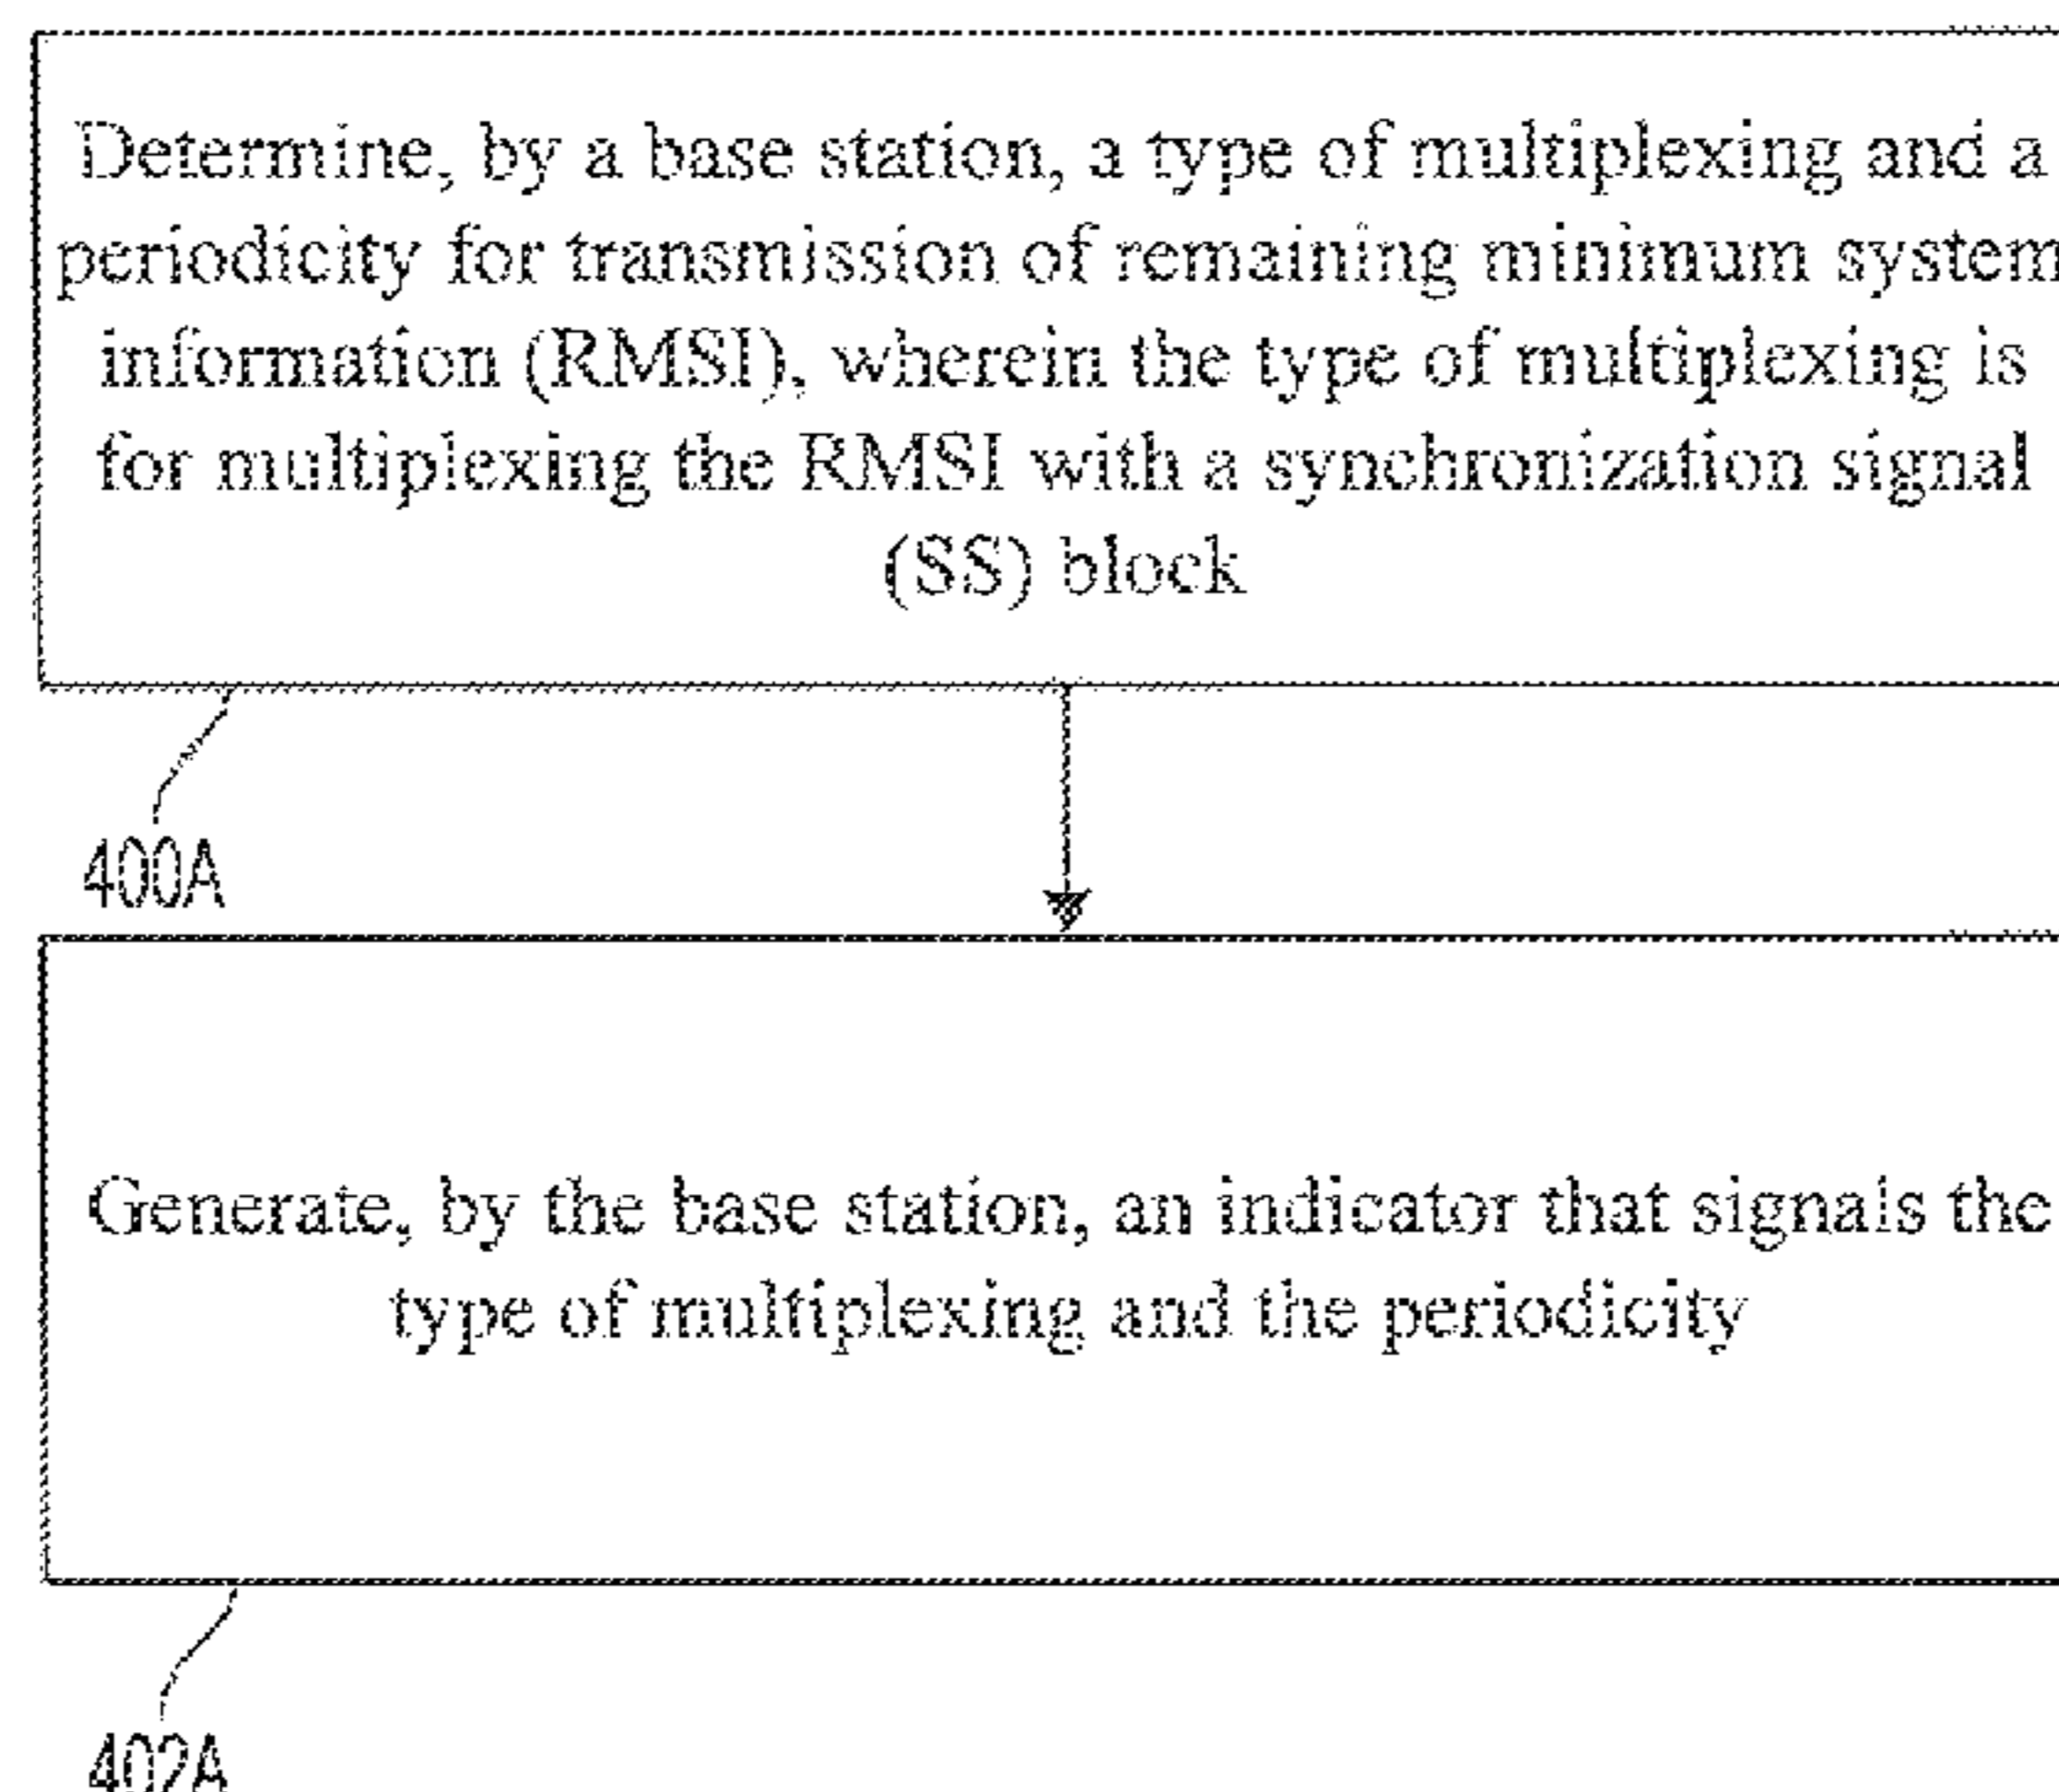 Determine, by a base station, a type of multiplexing and a
periodicity for transmission of remaining minimum system
information (RMSI), wherein the type of multiplexing is
for multiplexing the RMSI with a synchronization signal
(SS) block
400A
Generate, by the base station, an indicator that signals the
type of multiplexing and the periodicity
402A